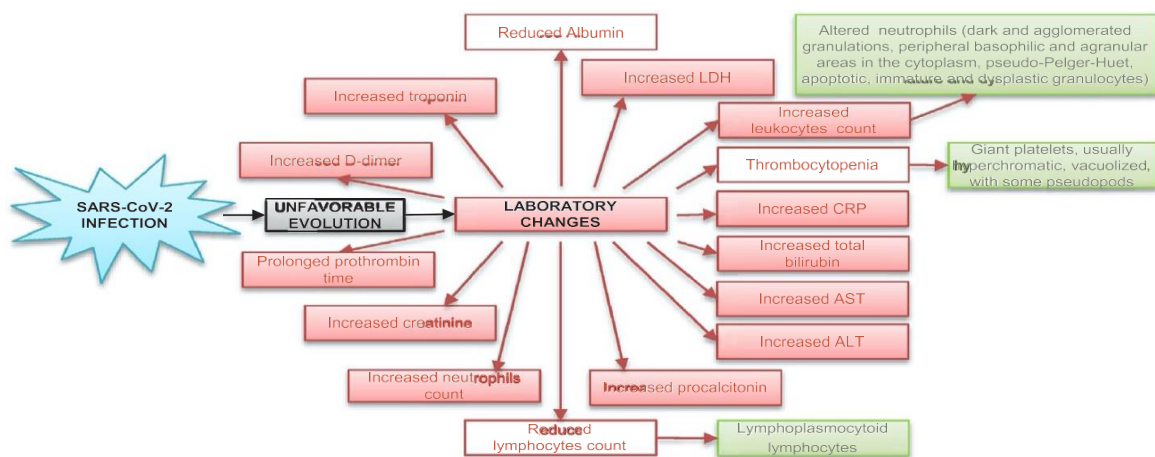 Reduced Albumin
Altered neutrophils (dark and agglomerated
granulations, peripheral basophilic and agranular
areas in the cytoplasm, pseudo-Pelger-Huet,
apoptotic, immature and dysplastic granulocytes)
Increased LDH
Increased troponin
Increased
leukocytes count
Increased D-dimer
Thrombocytopenia
Giant platelets, usually
hyperchromatic, vacuolized,
with some pseudopods
SARS-CoV-2
INFECTION
UNFAVORABLE
EVOLUTION
LABORATORY
CHANGES
Increased CRP
Prolonged prothrombin
time
Increased total
bilirubin
Increased AST
Increased creatinine
Increased ALT
Increased neutrophils
count
Increased procalcitonin
Reduced
lymphocytes count
Lymphoplasmocytoid
lymphocytes